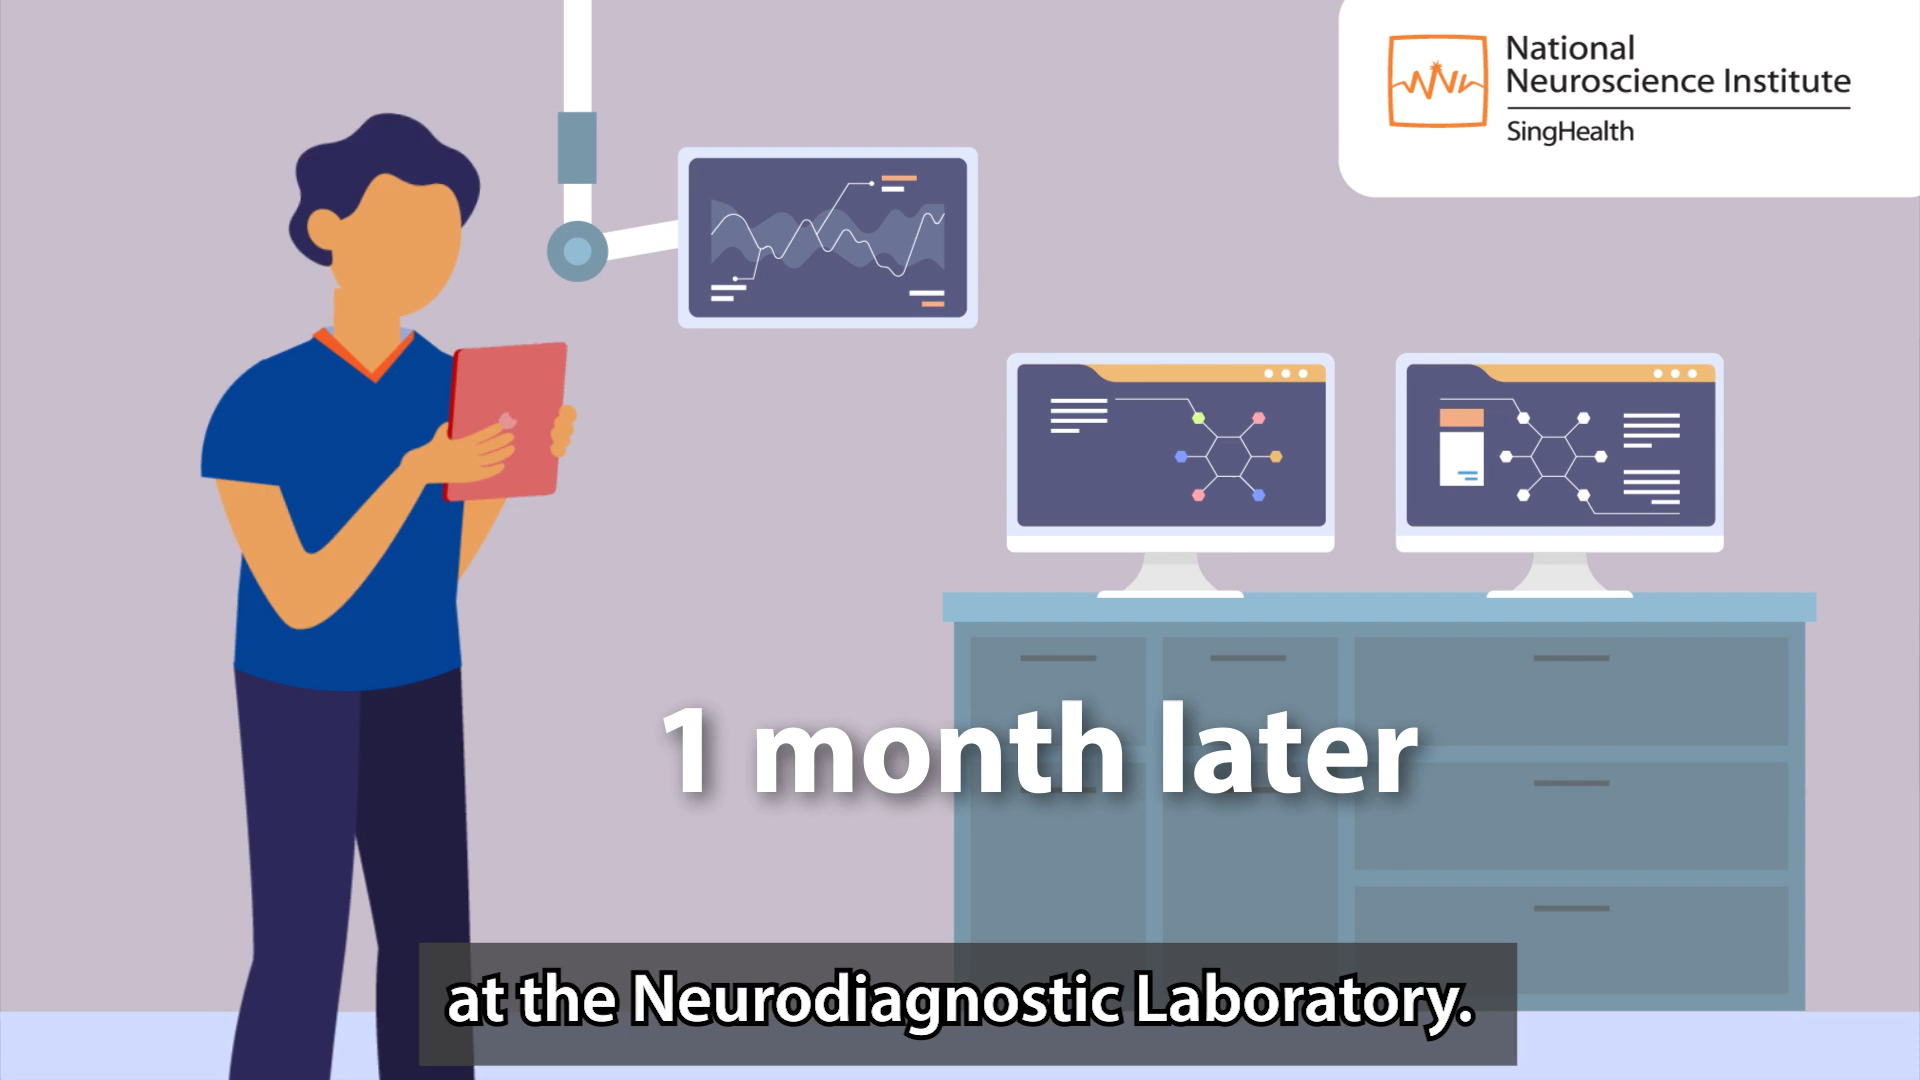 National
Neuroscience Institute
SingHealth
1 month later
at the Neurodiagnostic Laboratory.